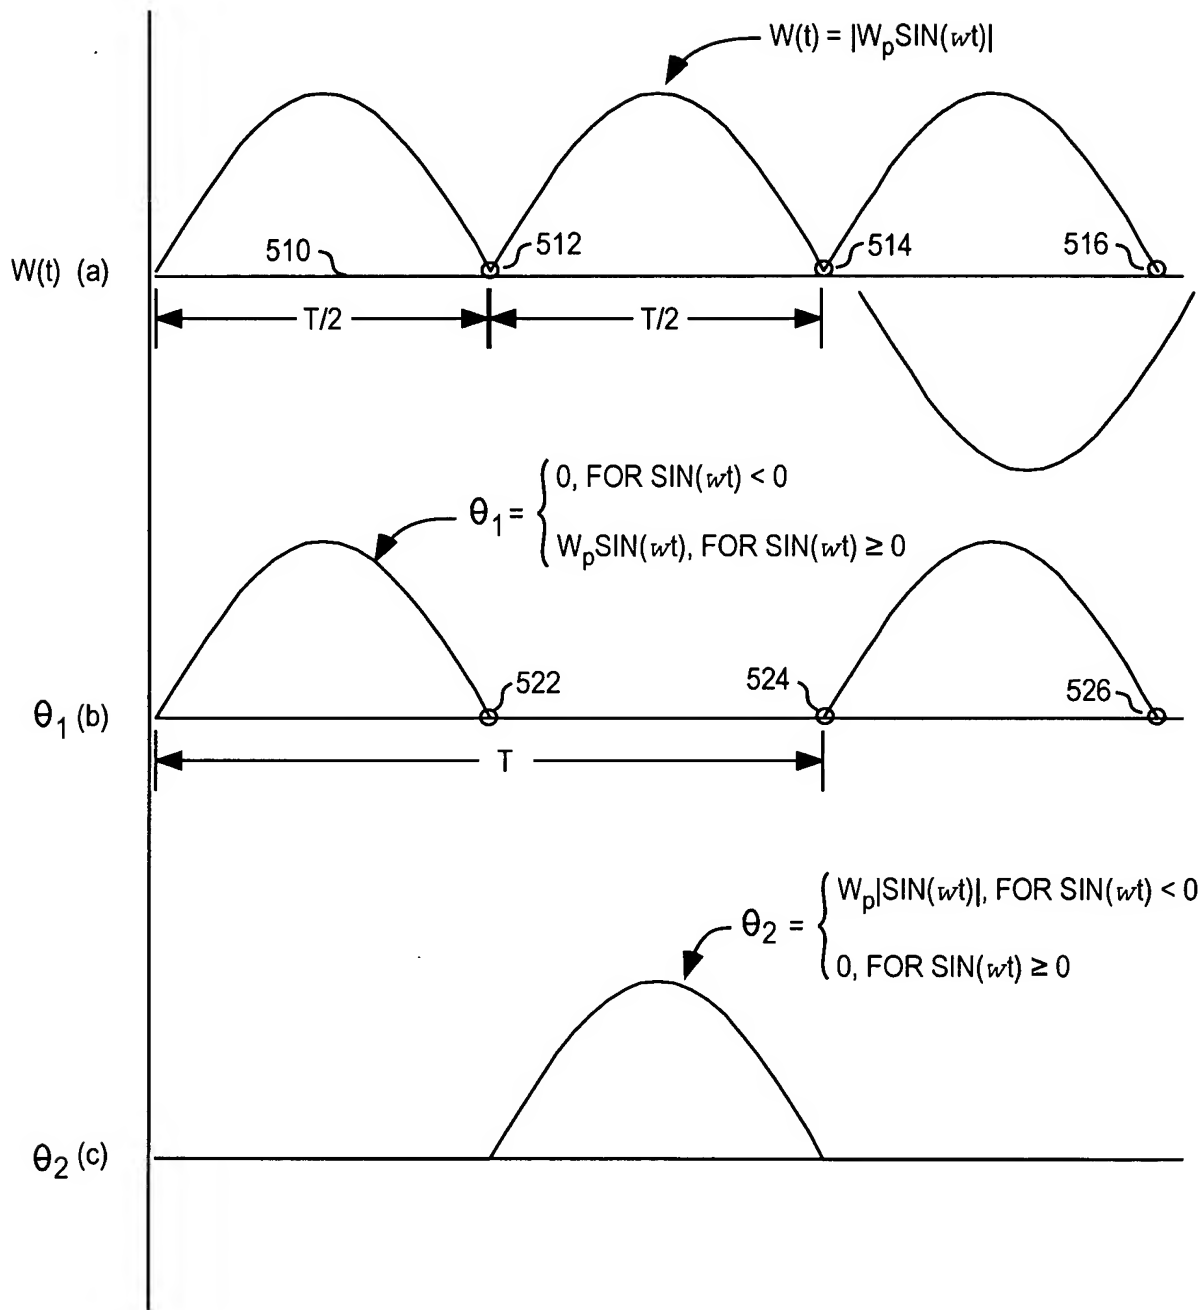 W(t) = |WpSIN(wt)|
510
512
514
516
W(t) (a)
T/2
T/2
θ1 = { 0, FOR SIN(wt) < 0
WpSIN(wt), FOR SIN(wt) ≥ 0
522
524
526
θ1 (b)
T
θ2 = { Wp|SIN(wt)|, FOR SIN(wt) < 0
0, FOR SIN(wt) ≥ 0
θ2 (c)